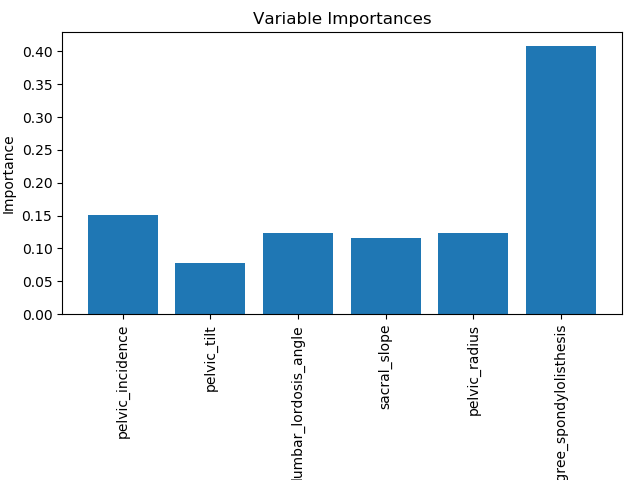 Variable Importances
Importance
0.40
0.35
0.30
0.25
0.20
0.15
0.10
0.05
0.00
pelvic_incidence
pelvic_tilt
lumbar_lordosis_angle
sacral_slope
pelvic_radius
gree_spondylolisthesis